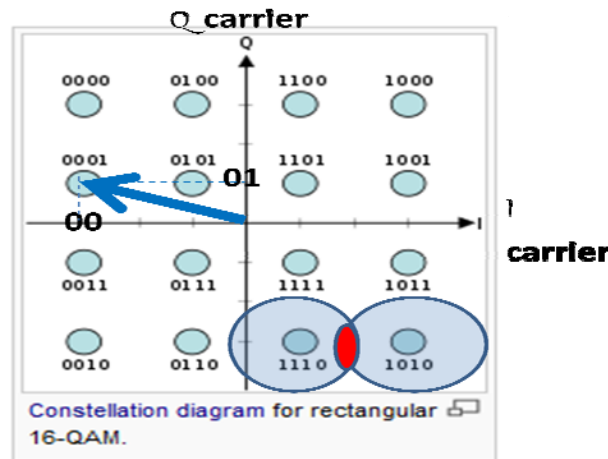 Q_carrier
Q
0000 0100 1100 1000
0001 0101 1101 1001
01
00
I
1
carrier
0011 0111 1111 1011
0010 0110 1110 1010
Constellation diagram for rectangular
16-QAM.